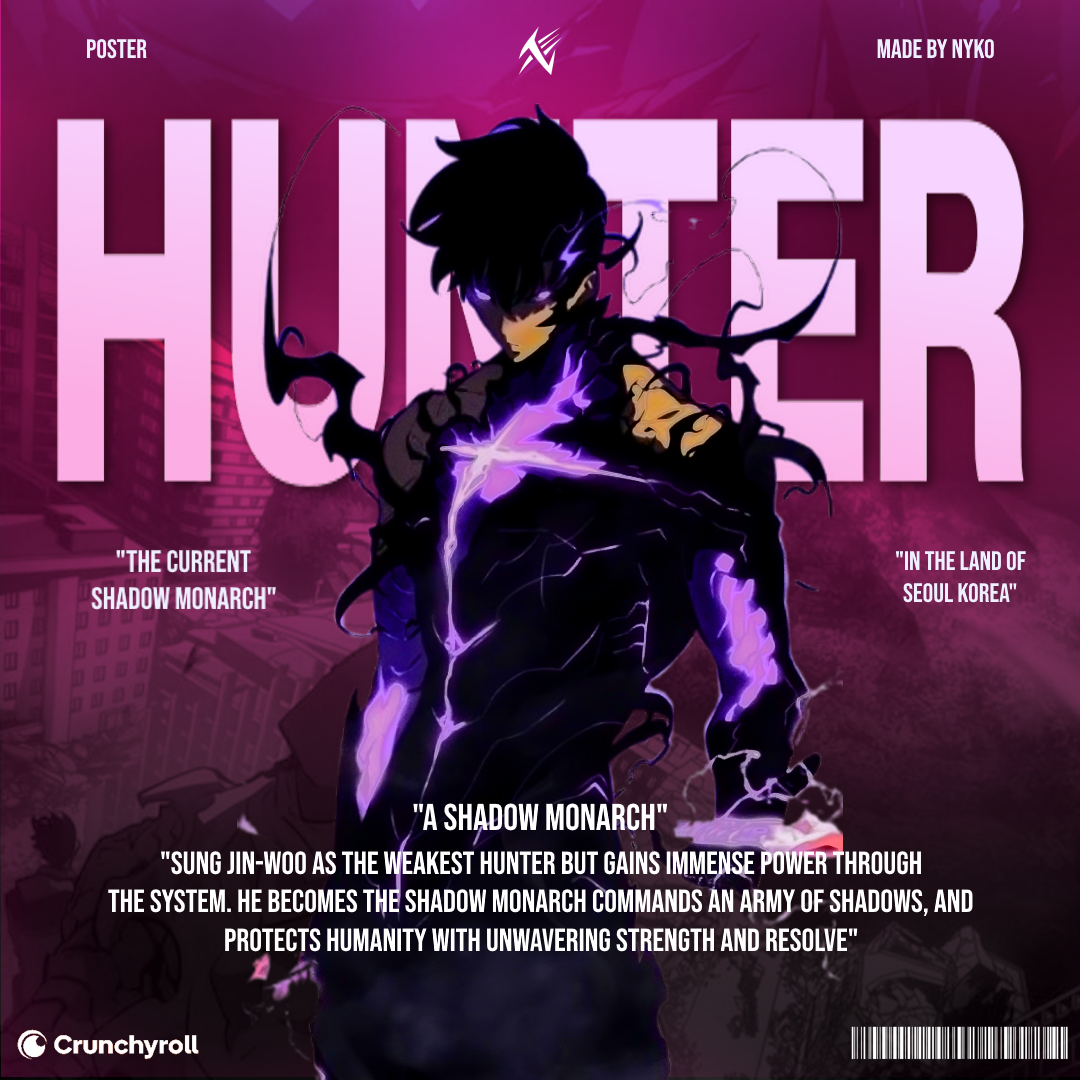 POSTER
MADE BY NYKO
HUNTER
"THE CURRENT
SHADOW MONARCH"
"IN THE LAND OF
SEOUL KOREA"
"A SHADOW MONARCH"
"SUNG JIN-WOO AS THE WEAKEST HUNTER BUT GAINS IMMENSE POWER THROUGH
THE SYSTEM. HE BECOMES THE SHADOW MONARCH COMMANDS AN ARMY OF SHADOWS, AND
PROTECTS HUMANITY WITH UNWAVERING STRENGTH AND RESOLVE"
Crunchyroll